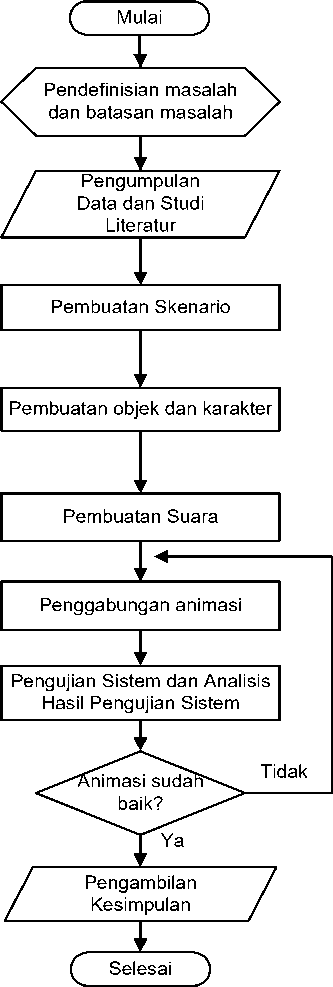 Mulai
Pendefinisian masalah
dan batasan masalah
Pengumpulan
Data dan Studi
Literatur
Pembuatan Skenario
Pembuatan objek dan karakter
Pembuatan Suara
Penggabungan animasi
Pengujian Sistem dan Analisis
Hasil Pengujian Sistem
Animasi sudah
baik?
Tidak
Ya
Pengambilan
Kesimpulan
Selesai